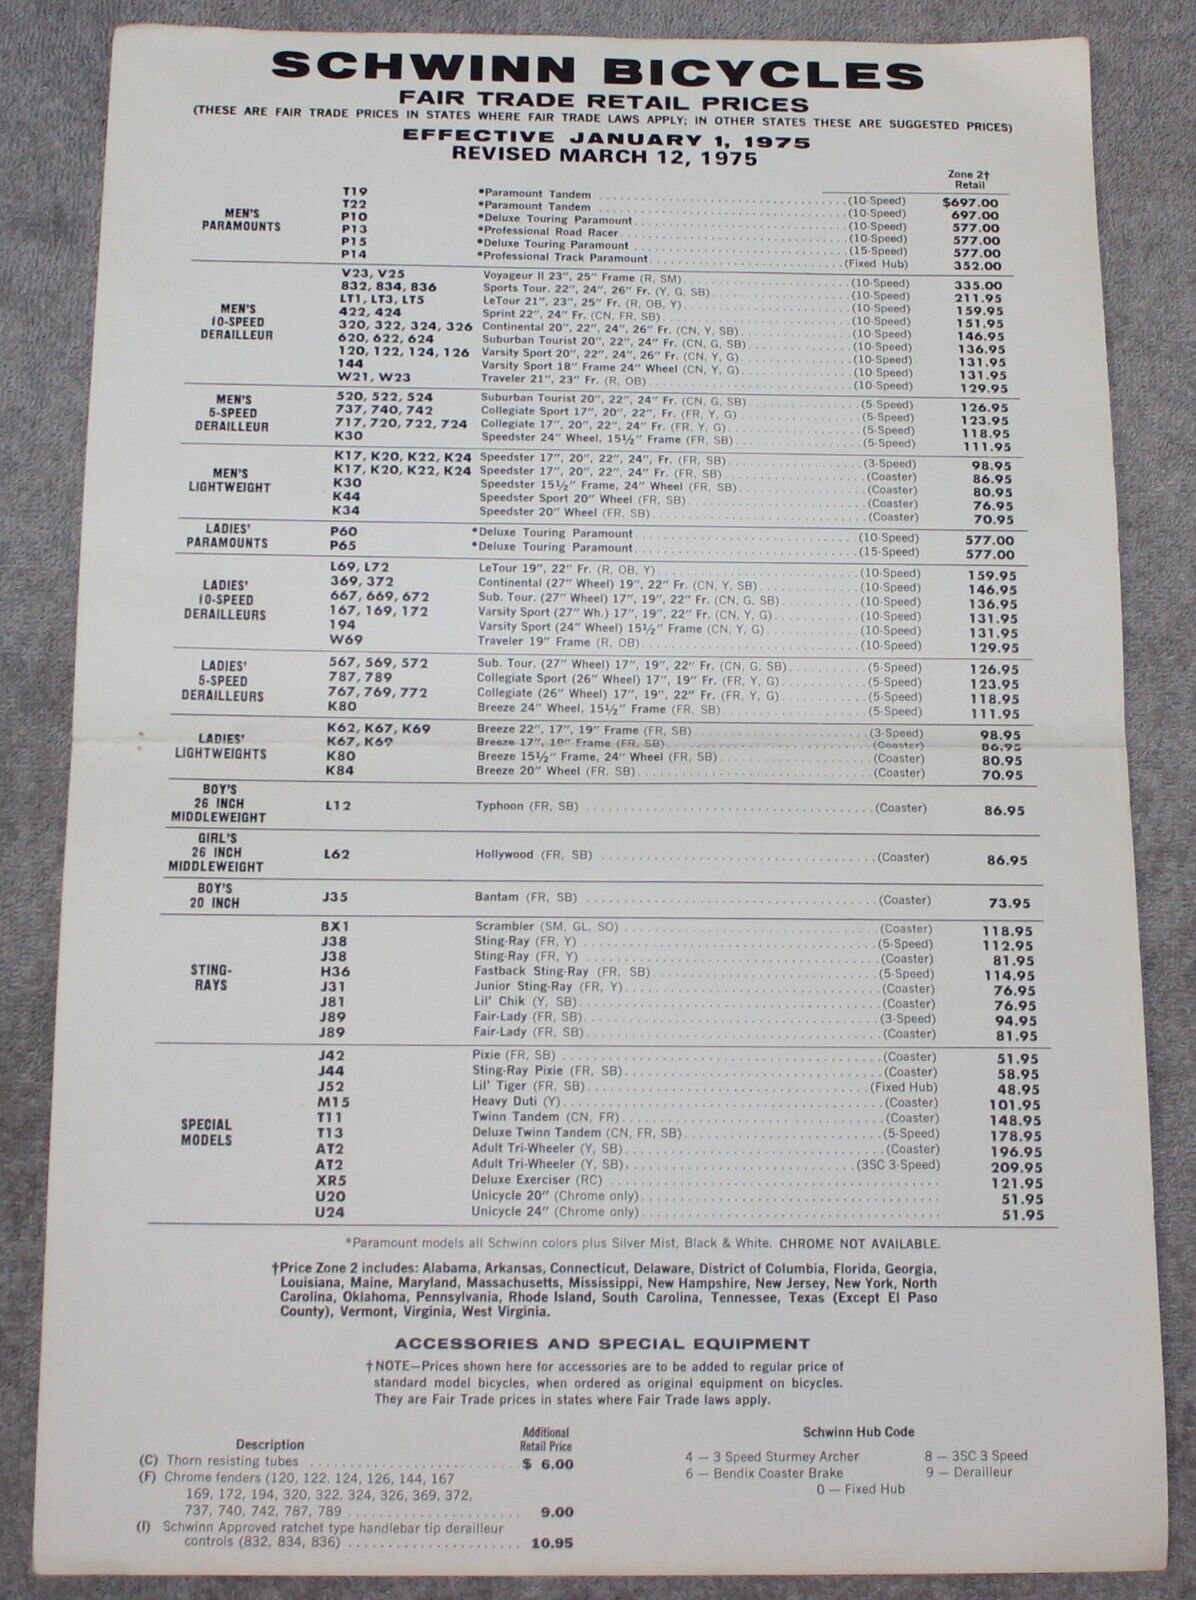 SCHWINN BICYCLES
FAIR TRADE RETAIL PRICES
(THESE ARE FAIR TRADE PRICES IN STATES WHERE FAIR TRADE LAWS APPLY; IN OTHER STATES THESE ARE SUGGESTED PRICES)
EFFECTIVE JANUARY 1, 1975
REVISED MARCH 12, 1975
Zone 2†
Retail
MEN'S PARAMOUNTS
T19 *Paramount Tandem (10-Speed) $697.00
T22 *Paramount Tandem (10-Speed) 697.00
P10 *Deluxe Touring Paramount (10-Speed) 577.00
P13 *Professional Road Racer (10-Speed) 577.00
P15 *Deluxe Touring Paramount (15-Speed) 577.00
P14 *Professional Track Paramount (Fixed Hub) 352.00
MEN'S 10-SPEED DERAILLEUR
V23, V25 Voyageur II 23", 25" Frame (R, SM) (10-Speed) 335.00
832, 834, 836 Sports Tour. 22", 24", 26" Fr. (Y, G, SB) (10-Speed) 211.95
LT1, LT3, LT5 LeTour 21", 23", 25" Fr. (R, OB, Y) (10-Speed) 159.95
422, 424 Sprint 22", 24" Fr. (CN, FR, SB) (10-Speed) 151.95
320, 322, 324, 326 Continental 20", 22", 24", 26" Fr. (CN, Y, SB) (10-Speed) 146.95
620, 622, 624 Suburban Tourist 20", 22", 24" Fr. (CN, G, SB) (10-Speed) 136.95
120, 122, 124, 126 Varsity Sport 20", 22", 24", 26" Fr. (CN, Y, G) (10-Speed) 131.95
144 Varsity Sport 18" Frame 24" Wheel (CN, Y, G) (10-Speed) 131.95
W21, W23 Traveler 21", 23" Fr. (R, OB) (10-Speed) 129.95
MEN'S 5-SPEED DERAILLEUR
520, 522, 524 Suburban Tourist 20", 22", 24" Fr. (CN, G, SB) (5-Speed) 126.95
737, 740, 742 Collegiate Sport 17", 20", 22", Fr. (FR, Y, G) (5-Speed) 123.95
717, 720, 722, 724 Collegiate 17", 20", 22", 24" Fr. (FR, Y, G) (5-Speed) 118.95
K30 Speedster 24" Wheel, 15½" Frame (FR, SB) (5-Speed) 111.95
MEN'S LIGHTWEIGHT
K17, K20, K22, K24 Speedster 17", 20", 22", 24", Fr. (FR, SB) (3-Speed) 98.95
K17, K20, K22, K24 Speedster 17", 20", 22", 24" Fr. (FR, SB) (Coaster) 86.95
K30 Speedster 15½" Frame, 24" Wheel (FR, SB) (Coaster) 80.95
K44 Speedster Sport 20" Wheel (FR, SB) (Coaster) 76.95
K34 Speedster 20" Wheel (FR, SB) (Coaster) 70.95
LADIES' PARAMOUNTS
P60 *Deluxe Touring Paramount (10-Speed) 577.00
P65 *Deluxe Touring Paramount (15-Speed) 577.00
LADIES' 10-SPEED DERAILLEURS
L69, L72 LeTour 19", 22" Fr. (R, OB, Y) (10-Speed) 159.95
369, 372 Continental (27" Wheel) 19", 22" Fr. (CN, Y, SB) (10-Speed) 146.95
667, 669, 672 Sub. Tour. (27" Wheel) 17", 19", 22" Fr. (CN, G, SB) (10-Speed) 136.95
167, 169, 172 Varsity Sport (27" Wh.) 17", 19", 22" Fr. (CN, Y, G) (10-Speed) 131.95
194 Varsity Sport (24" Wheel) 15½" Frame (CN, Y, G) (10-Speed) 131.95
W69 Traveler 19" Frame (R, OB) (10-Speed) 129.95
LADIES' 5-SPEED DERAILLEURS
567, 569, 572 Sub. Tour. (27" Wheel) 17", 19", 22" Fr. (CN, G, SB) (5-Speed) 126.95
787, 789 Collegiate Sport (26" Wheel) 17", 19" Fr. (FR, Y, G) (5-Speed) 123.95
767, 769, 772 Collegiate (26" Wheel) 17", 19", 22" Fr. (FR, Y, G) (5-Speed) 118.95
K80 Breeze 24" Wheel, 15½" Frame (FR, SB) (5-Speed) 111.95
LADIES' LIGHTWEIGHTS
K62, K67, K69 Breeze 22", 17", 19" Frame (FR, SB) (3-Speed) 98.95
K67, K69 Breeze 17", 19" Frame (FR, SB) (Coaster) 86.95
K80 Breeze 15½" Frame, 24" Wheel (FR, SB) (Coaster) 80.95
K84 Breeze 20" Wheel (FR, SB) (Coaster) 70.95
BOY'S 26 INCH MIDDLEWEIGHT
L12 Typhoon (FR, SB) (Coaster) 86.95
GIRL'S 26 INCH MIDDLEWEIGHT
L62 Hollywood (FR, SB) (Coaster) 86.95
BOY'S 20 INCH
J35 Bantam (FR, SB) (Coaster) 73.95
STING-RAYS
BX1 Scrambler (SM, GL, SO) (Coaster) 118.95
J38 Sting-Ray (FR, Y) (5-Speed) 112.95
J38 Sting-Ray (FR, Y) (Coaster) 81.95
H36 Fastback Sting-Ray (FR, SB) (5-Speed) 114.95
J31 Junior Sting-Ray (FR, Y) (Coaster) 76.95
J81 Lil' Chik (Y, SB) (Coaster) 76.95
J89 Fair-Lady (FR, SB) (3-Speed) 94.95
J89 Fair-Lady (FR, SB) (Coaster) 81.95
SPECIAL MODELS
J42 Pixie (FR, SB) (Coaster) 51.95
J44 Sting-Ray Pixie (FR, SB) (Coaster) 58.95
J52 Lil' Tiger (FR, SB) (Fixed Hub) 48.95
M15 Heavy Duti (Y) (Coaster) 101.95
T11 Twinn Tandem (CN, FR) (Coaster) 148.95
T13 Deluxe Twinn Tandem (CN, FR, SB) (5-Speed) 178.95
AT2 Adult Tri-Wheeler (Y, SB) (Coaster) 196.95
AT2 Adult Tri-Wheeler (Y, SB) (3SC 3-Speed) 209.95
XR5 Deluxe Exerciser (RC) 121.95
U20 Unicycle 20" (Chrome only) 51.95
U24 Unicycle 24" (Chrome only) 51.95
*Paramount models all Schwinn colors plus Silver Mist, Black & White. CHROME NOT AVAILABLE.
†Price Zone 2 includes: Alabama, Arkansas, Connecticut, Delaware, District of Columbia, Florida, Georgia,
Louisiana, Maine, Maryland, Massachusetts, Mississippi, New Hampshire, New Jersey, New York, North
Carolina, Oklahoma, Pennsylvania, Rhode Island, South Carolina, Tennessee, Texas (Except El Paso
County), Vermont, Virginia, West Virginia.
ACCESSORIES AND SPECIAL EQUIPMENT
†NOTE—Prices shown here for accessories are to be added to regular price of
standard model bicycles, when ordered as original equipment on bicycles.
They are Fair Trade prices in states where Fair Trade laws apply.
Description Additional Retail Price
(C) Thorn resisting tubes $ 6.00
(F) Chrome fenders (120, 122, 124, 126, 144, 167
169, 172, 194, 320, 322, 324, 326, 369, 372,
737, 740, 742, 787, 789 9.00
(I) Schwinn Approved ratchet type handlebar tip derailleur
controls (832, 834, 836) 10.95
Schwinn Hub Code
4 — 3 Speed Sturmey Archer 8 — 3SC 3 Speed
6 — Bendix Coaster Brake 9 — Derailleur
0 — Fixed Hub